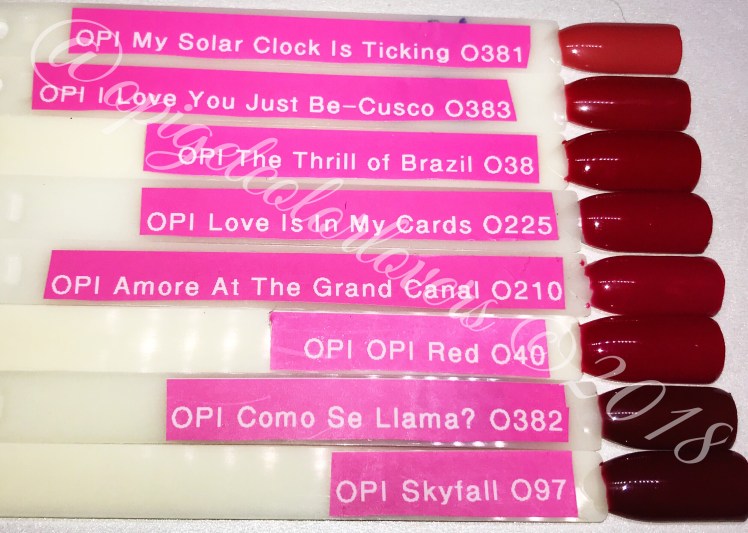 OPI My Solar Clock Is Ticking O381
OPI I Love You Just Be-Cusco O383
OPI The Thrill of Brazil O38
OPI Love Is In My Cards O225
OPI Amore At The Grand Canal O210
OPI OPI Red O40
OPI Como Se Llama? O382
OPI Skyfall O97
@opigelcolorlovers © 2018